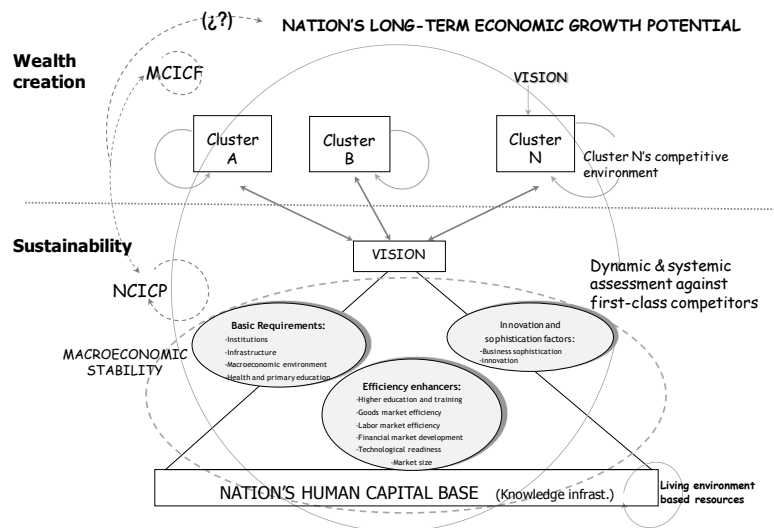 (¿?)
NATION'S LONG-TERM ECONOMIC GROWTH POTENTIAL
Wealth
creation
MCICF
VISION
Cluster
A
Cluster
B
Cluster
N
Cluster N's competitive
environment
Sustainability
VISION
NCICP
Dynamic & systemic
assessment against
first-class competitors
Basic Requirements:
-Institutions
-Infrastructure
-Macroeconomic environment
-Health and primary education
Innovation and
sophistication factors:
-Business sophistication
-Innovation
MACROECONOMIC
STABILITY
Efficiency enhancers:
-Higher education and training
-Goods market efficiency
-Labor market efficiency
-Financial market development
-Technological readiness
-Market size
NATION'S HUMAN CAPITAL BASE (Knowledge infrast.)
Living environment
based resources